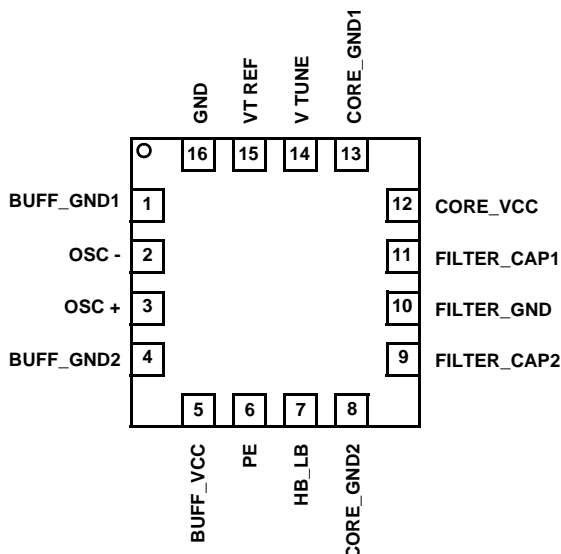 GND
VT REF
V TUNE
CORE_GND1
16 15 14 13
BUFF_GND1 1
12 CORE_VCC
OSC - 2
11 FILTER_CAP1
OSC + 3
10 FILTER_GND
BUFF_GND2 4
9 FILTER_CAP2
5 6 7 8
BUFF_VCC
PE
HB_LB
CORE_GND2